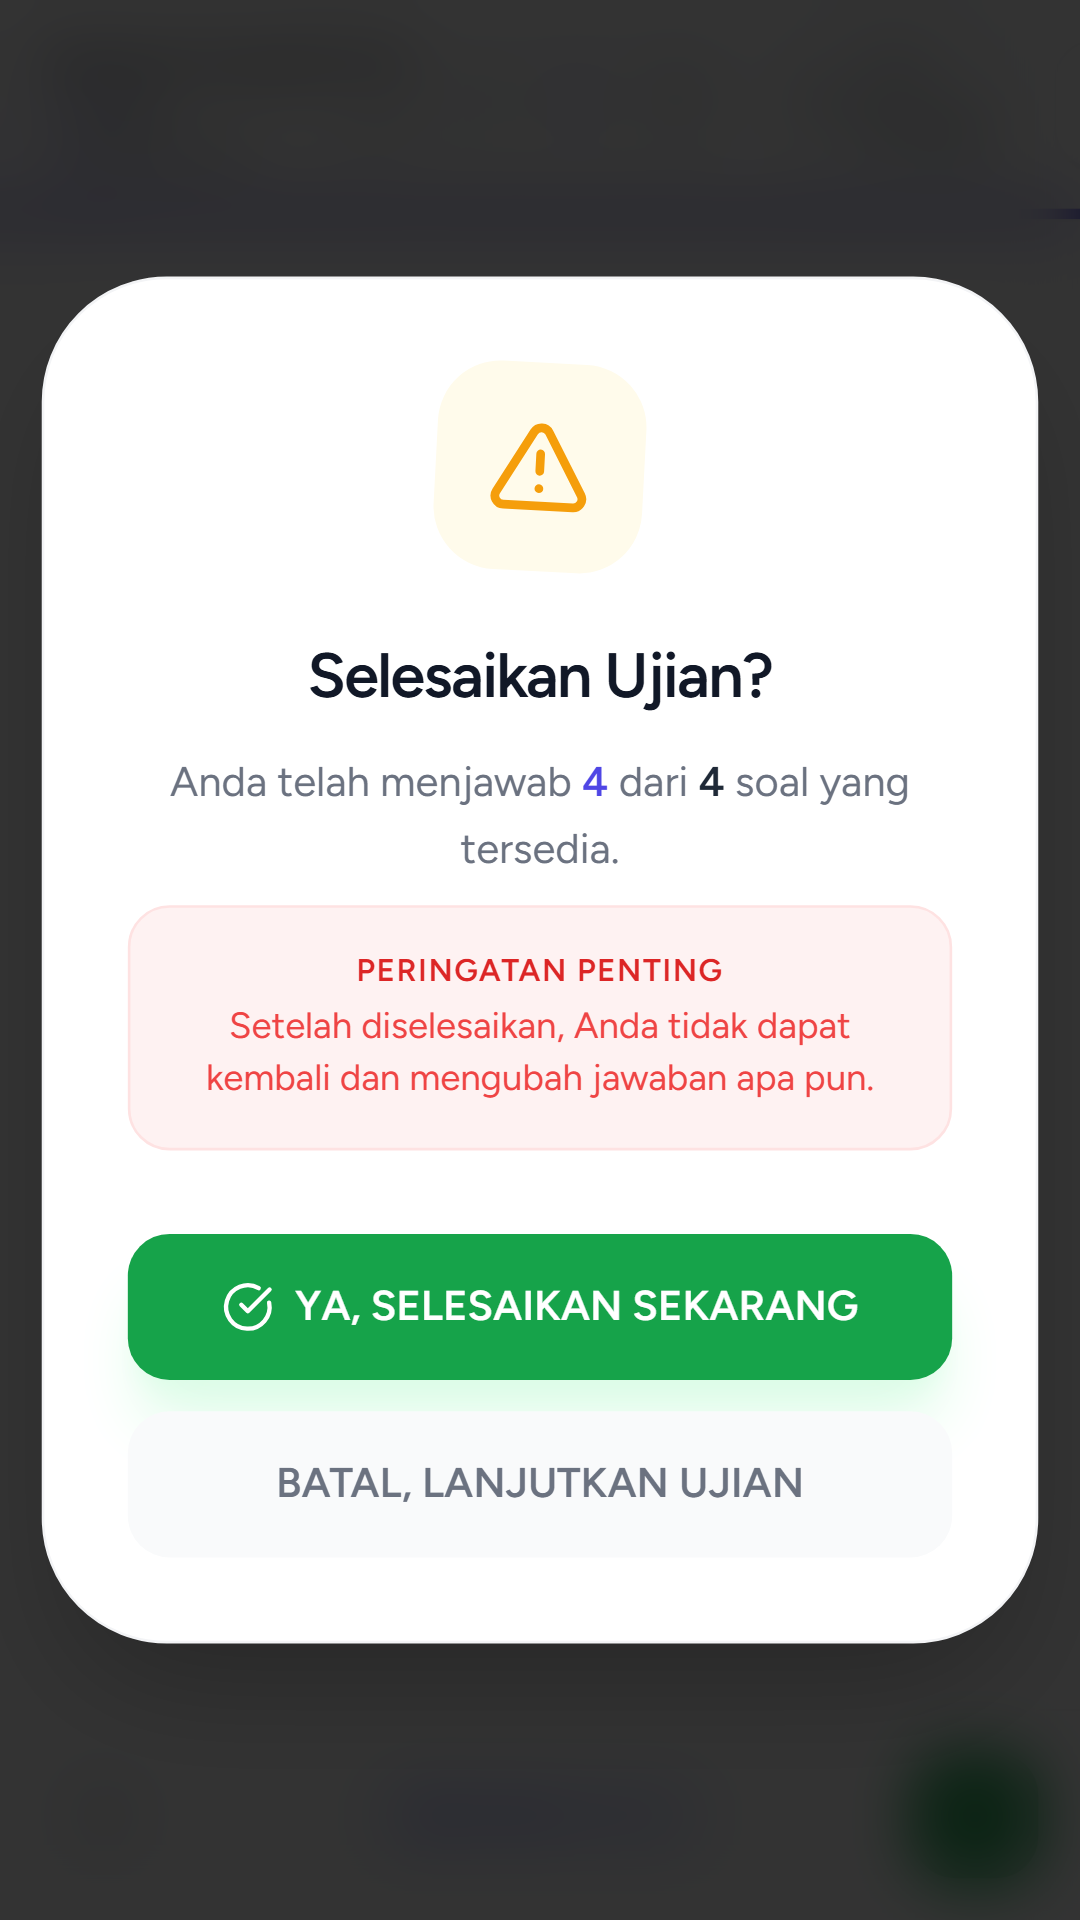 Selesaikan Ujian?
Anda telah menjawab 4 dari 4 soal yang
tersedia.
PERINGATAN PENTING
Setelah diselesaikan, Anda tidak dapat
kembali dan mengubah jawaban apa pun.
YA, SELESAIKAN SEKARANG
BATAL, LANJUTKAN UJIAN